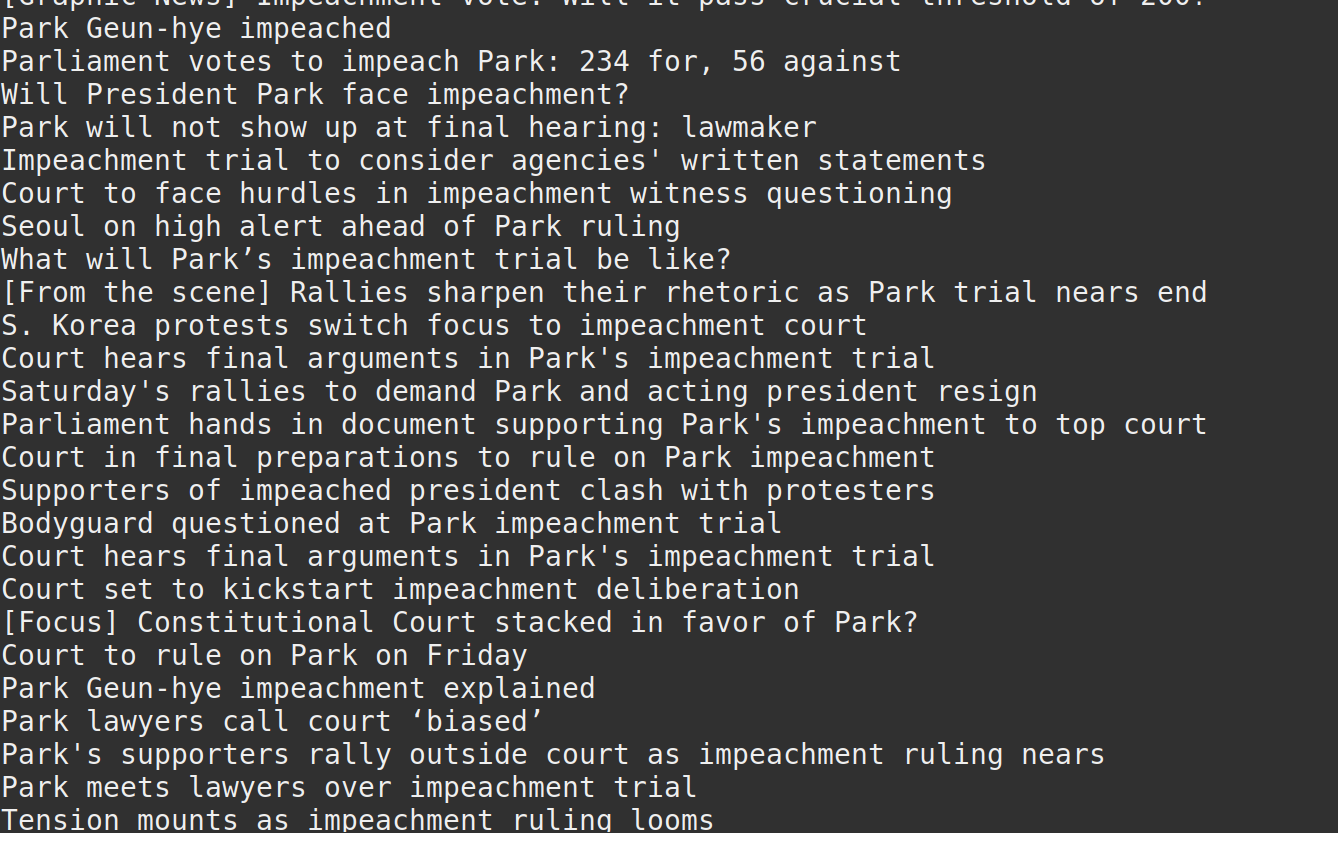 [Graphic News] Impeachment vote: Will it pass crucial threshold of 200?
Park Geun-hye impeached
Parliament votes to impeach Park: 234 for, 56 against
Will President Park face impeachment?
Park will not show up at final hearing: lawmaker
Impeachment trial to consider agencies' written statements
Court to face hurdles in impeachment witness questioning
Seoul on high alert ahead of Park ruling
What will Park’s impeachment trial be like?
[From the scene] Rallies sharpen their rhetoric as Park trial nears end
S. Korea protests switch focus to impeachment court
Court hears final arguments in Park's impeachment trial
Saturday's rallies to demand Park and acting president resign
Parliament hands in document supporting Park's impeachment to top court
Court in final preparations to rule on Park impeachment
Supporters of impeached president clash with protesters
Bodyguard questioned at Park impeachment trial
Court hears final arguments in Park's impeachment trial
Court set to kickstart impeachment deliberation
[Focus] Constitutional Court stacked in favor of Park?
Court to rule on Park on Friday
Park Geun-hye impeachment explained
Park lawyers call court ‘biased’
Park's supporters rally outside court as impeachment ruling nears
Park meets lawyers over impeachment trial
Tension mounts as impeachment ruling looms